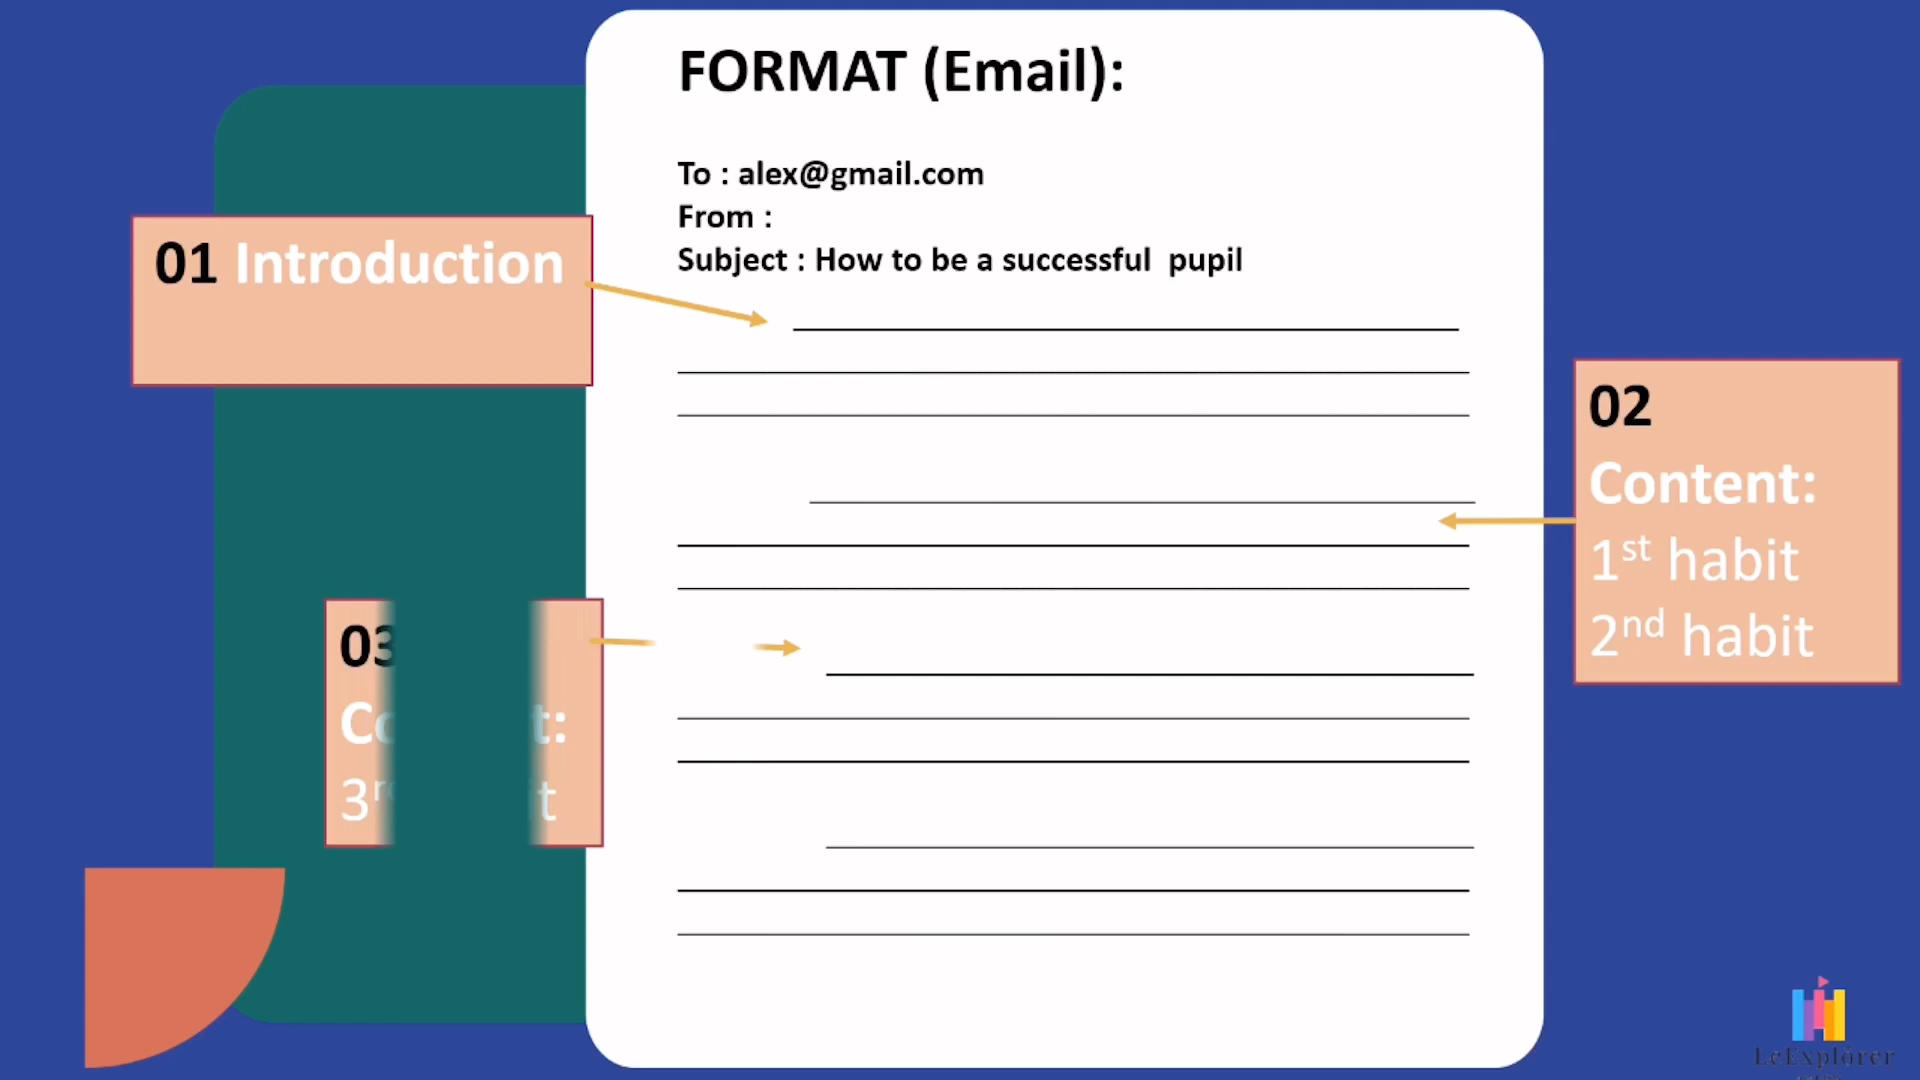 FORMAT (Email):
To : alex@gmail.com
From :
Subject : How to be a successful pupil
01 Introduction
02
Content:
1st habit
2nd habit
03
LeExplorer